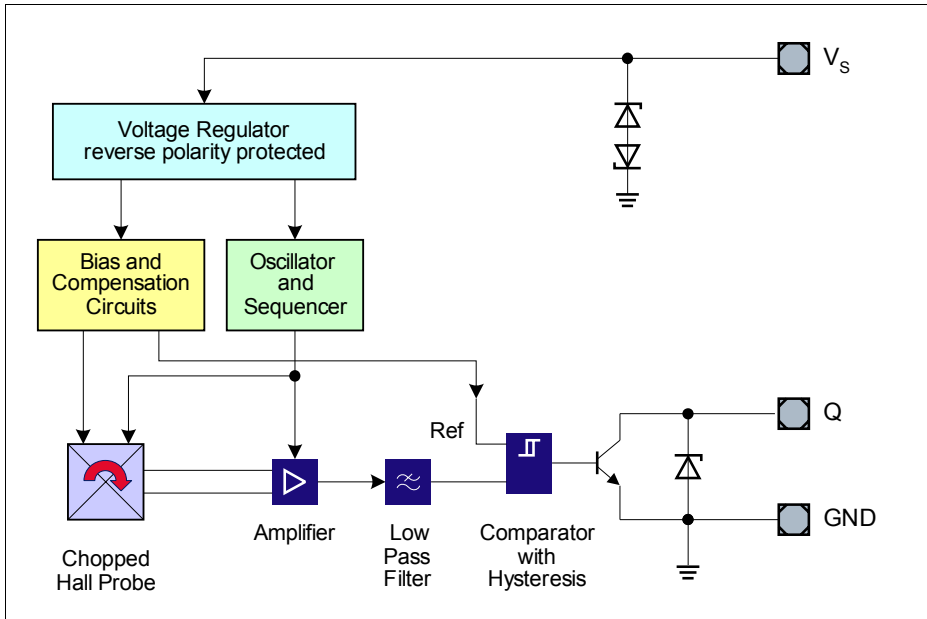 V_S
Voltage Regulator
reverse polarity protected
Bias and
Compensation
Circuits
Oscillator
and
Sequencer
Ref
Q
GND
Chopped
Hall Probe
Amplifier
Low
Pass
Filter
Comparator
with
Hysteresis